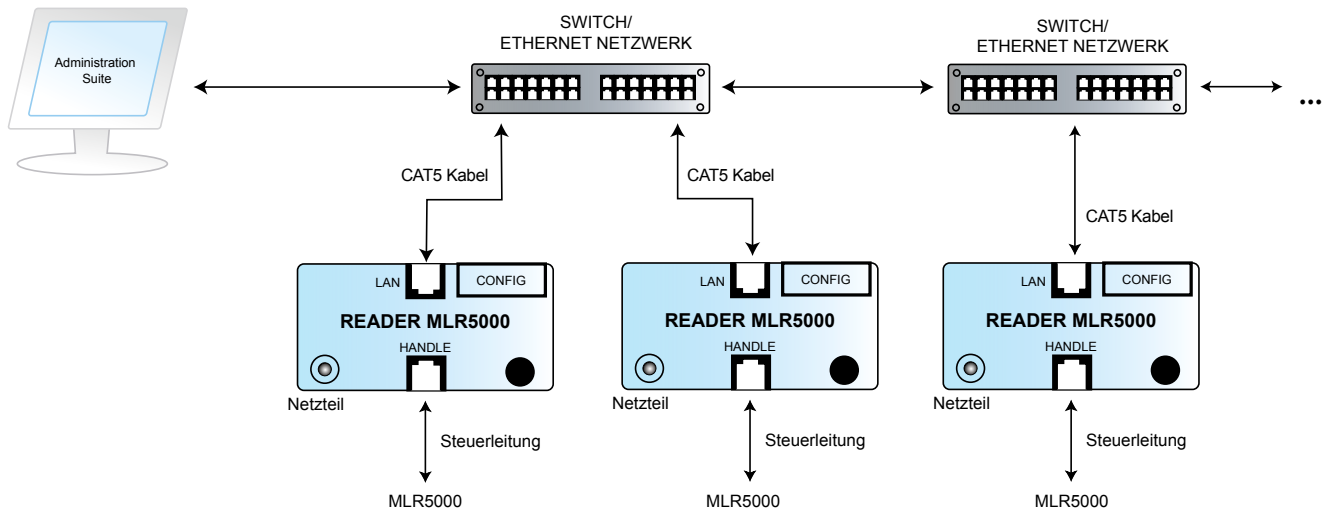 Administration
Suite
SWITCH/
ETHERNET NETZWERK
SWITCH/
ETHERNET NETZWERK
...
CAT5 Kabel
CAT5 Kabel
CAT5 Kabel
LAN
CONFIG
READER MLR5000
HANDLE
Netzteil
Steuerleitung
MLR5000
LAN
CONFIG
READER MLR5000
HANDLE
Netzteil
Steuerleitung
MLR5000
LAN
CONFIG
READER MLR5000
HANDLE
Netzteil
Steuerleitung
MLR5000